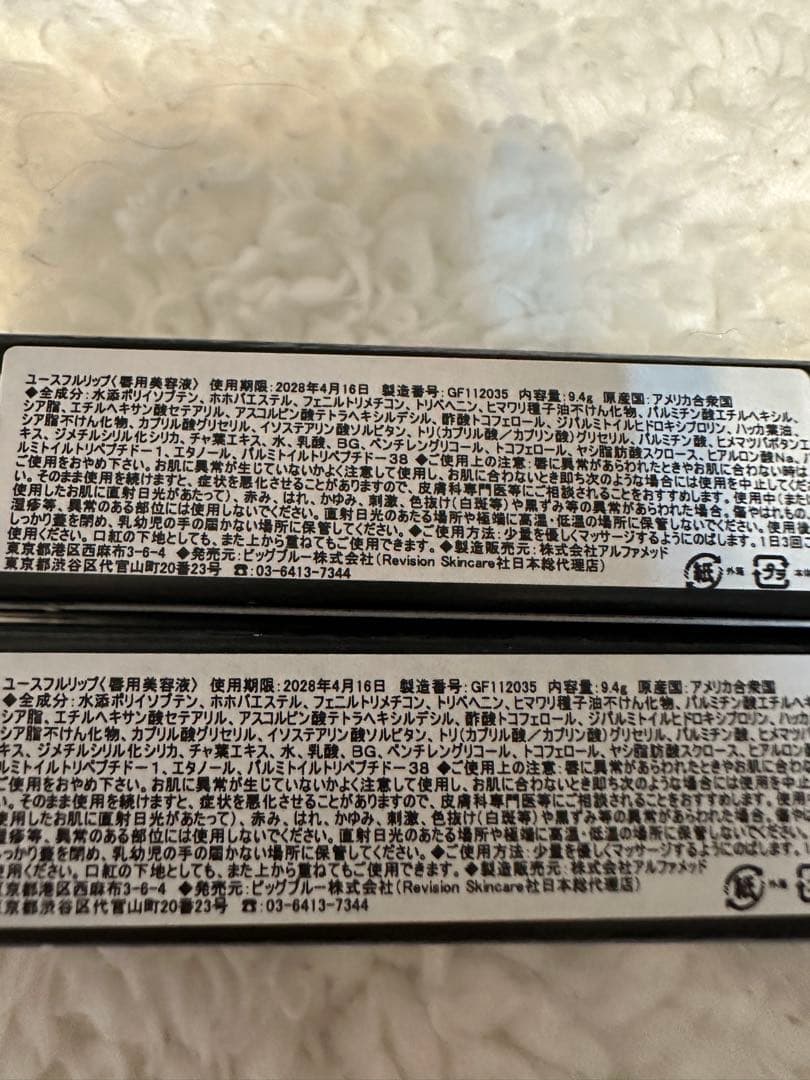 ユースフルリップ〈唇用美容液〉 使用期限:2028年4月16日 製造番号:GF112035 内容量:9.4g 原産国:アメリカ合衆国
◆全成分:水添ポリイソブテン、ホホバエステル、フェニルトリメチコン、トリベヘニン、ヒマワリ種子油不けん化物、パルミチン酸エチルヘキシル、
シア脂、エチルヘキサン酸セテアリル、アスコルビン酸テトラヘキシルデシル、酢酸トコフェロール、ジパルミトイルヒドロキシプロリン、ハッカ葉油、
シア脂不けん化物、カプリル酸グリセリル、イソステアリン酸ソルビタン、トリ(カプリル酸/カプリン酸)グリセリル、パルミチン酸、ヒメマツバボタンエ
キス、ジメチルシリル化シリカ、チャ葉エキス、水、乳酸、BG、ペンチレングリコール、トコフェロール、ヤシ脂肪酸スクロース、ヒアルロン酸Na、パ
ルミトイルトリペプチドー1、エタノール、パルミトイルトリペプチドー38 ◆ご使用上の注意:唇に異常があらわれたときやお肌に合わない時は
ご使用をおやめ下さい。お肌に異常が生じていないかよく注意して使用し、お肌に合わないとき即ち次のような場合には使用を中止してくださ
い。そのまま使用を続けますと、症状を悪化させることがありますので、皮膚科専門医等にご相談されることをおすすめします。使用中(また
使用したお肌に直射日光があたって)、赤み、はれ、かゆみ、刺激、色抜け(白斑等)や黒ずみ等の異常があらわれた場合。傷やはれもの、
湿疹等、異常のある部位には使用しないでください。直射日光のあたる場所や極端に高温・低温の場所に保管しないでください。使用後
しっかり蓋を閉め、乳幼児の手の届かない場所に保管してください。◆ご使用方法:少量を優しくマッサージするようにのばします。1日3回ご
使用ください。口紅の下地としても、また上から重ねてもご使用できます。◆製造販売元:株式会社アルファメッド
東京都港区西麻布3-6-4 ◆発売元:ビッグブルー株式会社(Revision Skincare社日本総代理店)
東京都渋谷区代官山町20番23号 ☎:03-6413-7344
紙 外箱 プラ 本体
ユースフルリップ〈唇用美容液〉 使用期限:2028年4月16日 製造番号:GF112035 内容量:9.4g 原産国:アメリカ合衆国
◆全成分:水添ポリイソブテン、ホホバエステル、フェニルトリメチコン、トリベヘニン、ヒマワリ種子油不けん化物、パルミチン酸エチルヘキ
シア脂、エチルヘキサン酸セテアリル、アスコルビン酸テトラヘキシルデシル、酢酸トコフェロール、ジパルミトイルヒドロキシプロリン、ハッカ
シア脂不けん化物、カプリル酸グリセリル、イソステアリン酸ソルビタン、トリ(カプリル酸/カプリン酸)グリセリル、パルミチン酸、ヒメマツバ
キス、ジメチルシリル化シリカ、チャ葉エキス、水、乳酸、BG、ペンチレングリコール、トコフェロール、ヤシ脂肪酸スクロース、ヒアルロン酸
ルミトイルトリペプチドー1、エタノール、パルミトイルトリペプチドー38 ◆ご使用上の注意:唇に異常があらわれたときやお肌に合わな
ご使用をおやめ下さい。お肌に異常が生じていないかよく注意して使用し、お肌に合わないとき即ち次のような場合には使用を中止
い。そのまま使用を続けますと、症状を悪化させることがありますので、皮膚科専門医等にご相談されることをおすすめします。使用
使用したお肌に直射日光があたって)、赤み、はれ、かゆみ、刺激、色抜け(白斑等)や黒ずみ等の異常があらわれた場合。傷や
湿疹等、異常のある部位には使用しないでください。直射日光のあたる場所や極端に高温・低温の場所に保管しないでください。
しっかり蓋を閉め、乳幼児の手の届かない場所に保管してください。◆ご使用方法:少量を優しくマッサージするようにのばします。
使用ください。口紅の下地としても、また上から重ねてもご使用できます。◆製造販売元:株式会社アルファメッド
東京都港区西麻布3-6-4 ◆発売元:ビッグブルー株式会社(Revision Skincare社日本総代理店)
東京都渋谷区代官山町20番23号 ☎:03-6413-7344
紙 外箱